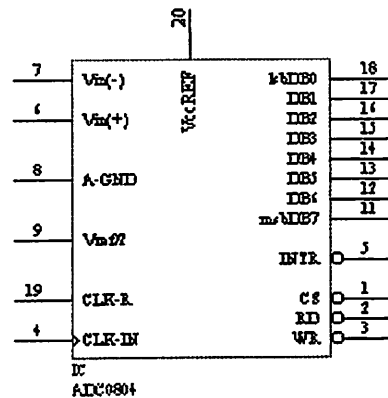 20
VccREF
7 Vin(-)
6 Vin(+)
8 A-GND
9 Vref/2
19 CLK-R
4 CLK-IN
lsbDB0 18
DB1 17
DB2 16
DB3 15
DB4 14
DB5 13
DB6 12
msbDB7 11
INTR 5
CS 1
RD 2
WR 3
IC
ADC0804